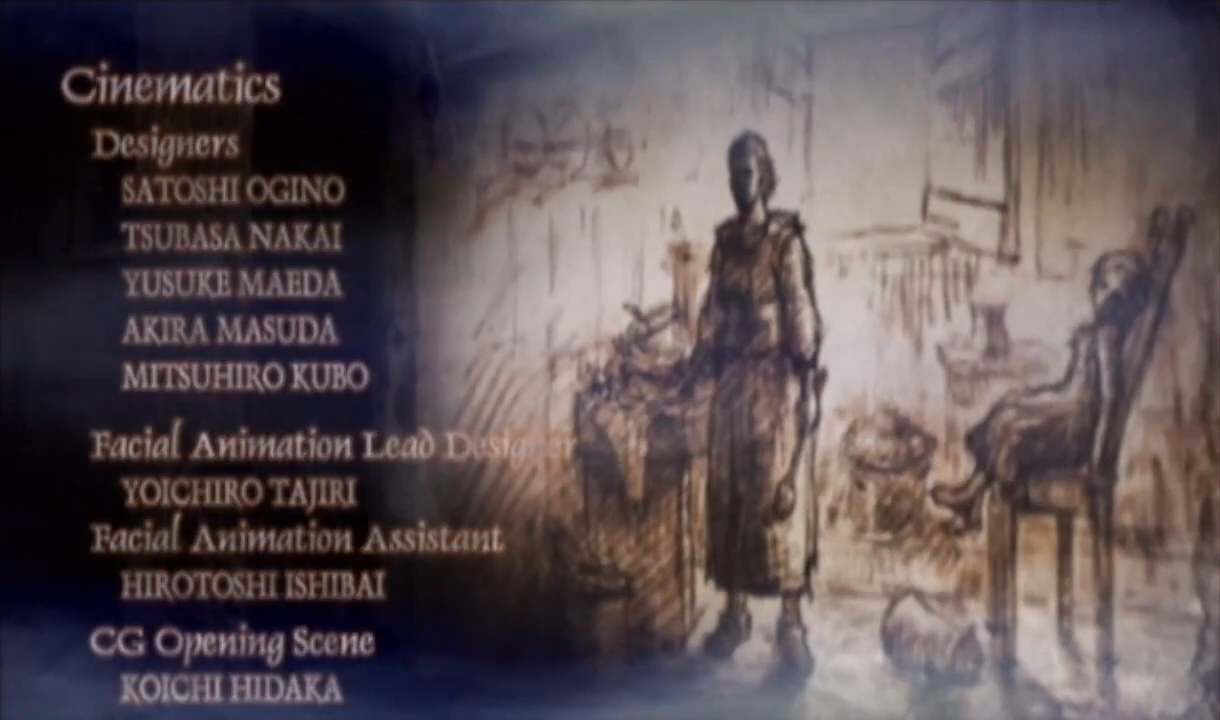 Cinematics
Designers
SATOSHI OGINO
TSUBASA NAKAI
YUSUKE MAEDA
AKIRA MASUDA
MITSUHIRO KUBO
Facial Animation Lead Designer
YOICHIRO TAJIRI
Facial Animation Assistant
HIROTOSHI ISHIBAI
CG Opening Scene
KOICHI HIDAKA